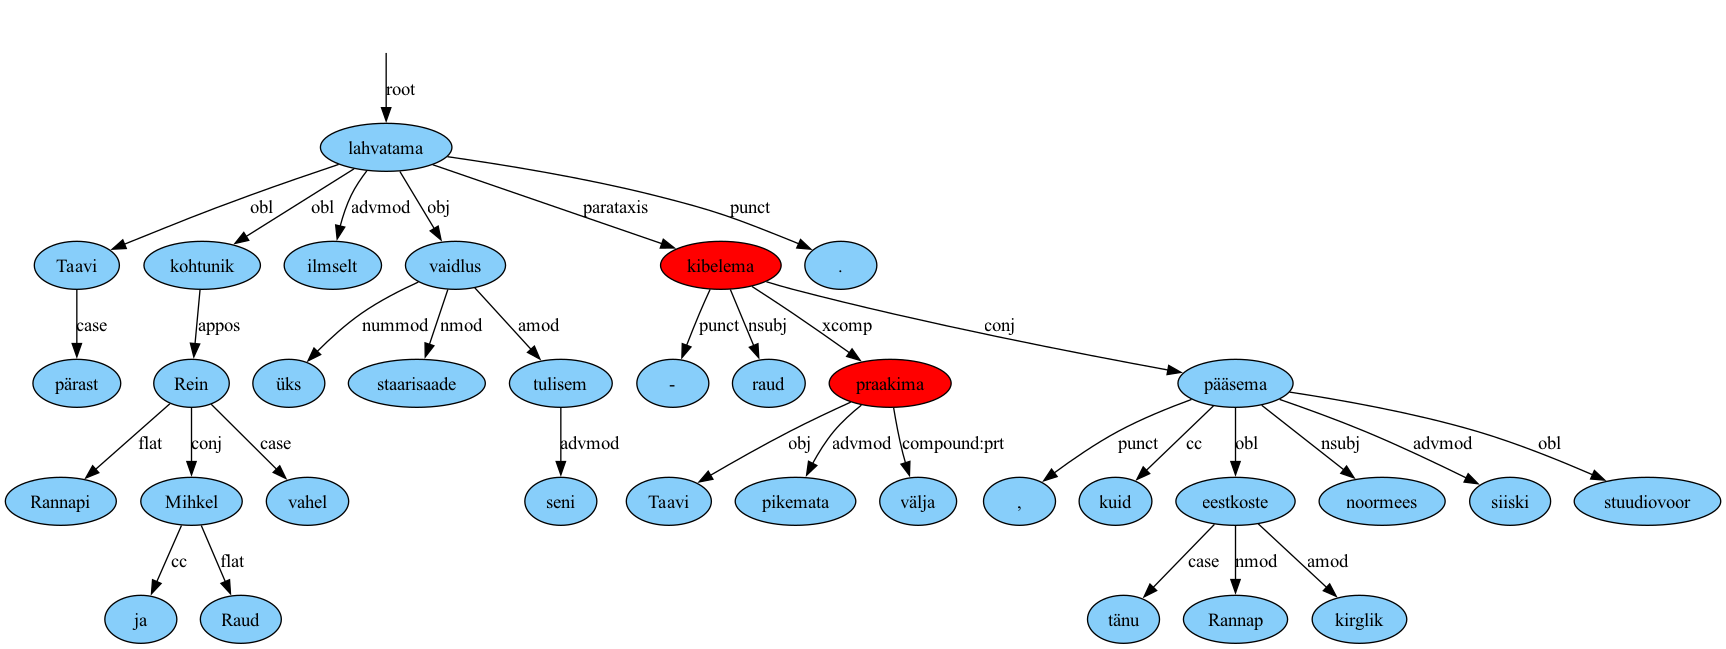 root
lahvatama
obl obl advmod obj parataxis punct
Taavi kohtunik ilmselt vaidlus kibelema .
case appos nummod nmod amod punct nsubj xcomp conj
pärast Rein üks staarisaade tulisem - raud praakima pääsema
flat conj case advmod obj advmod compound:prt punct cc obl nsubj advmod obl
Rannapi Mihkel vahel seni Taavi pikemata välja , kuid eestkoste noormees siiski stuudiovoor
cc flat case nmod amod
ja Raud tänu Rannap kirglik